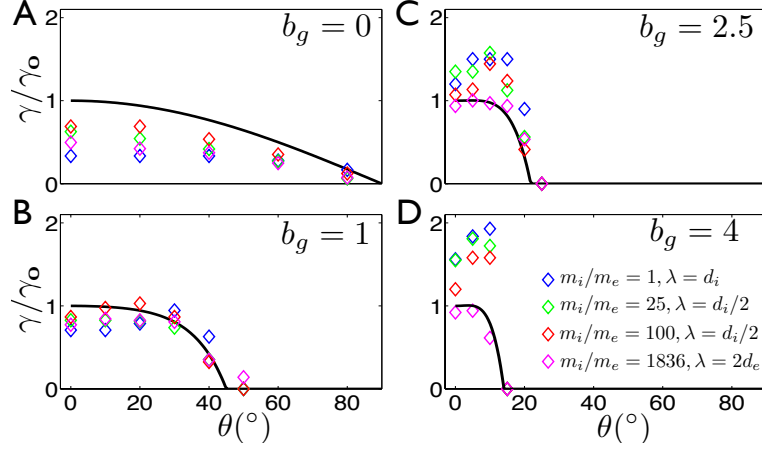 A
b_g = 0
2
1
0
γ/γ_o
B
b_g = 1
2
1
0
γ/γ_o
0 20 40 60 80
θ(°)
C
b_g = 2.5
2
1
0
D
b_g = 4
2
1
0
m_i/m_e = 1, λ = d_i
m_i/m_e = 25, λ = d_i/2
m_i/m_e = 100, λ = d_i/2
m_i/m_e = 1836, λ = 2d_e
0 20 40 60 80
θ(°)